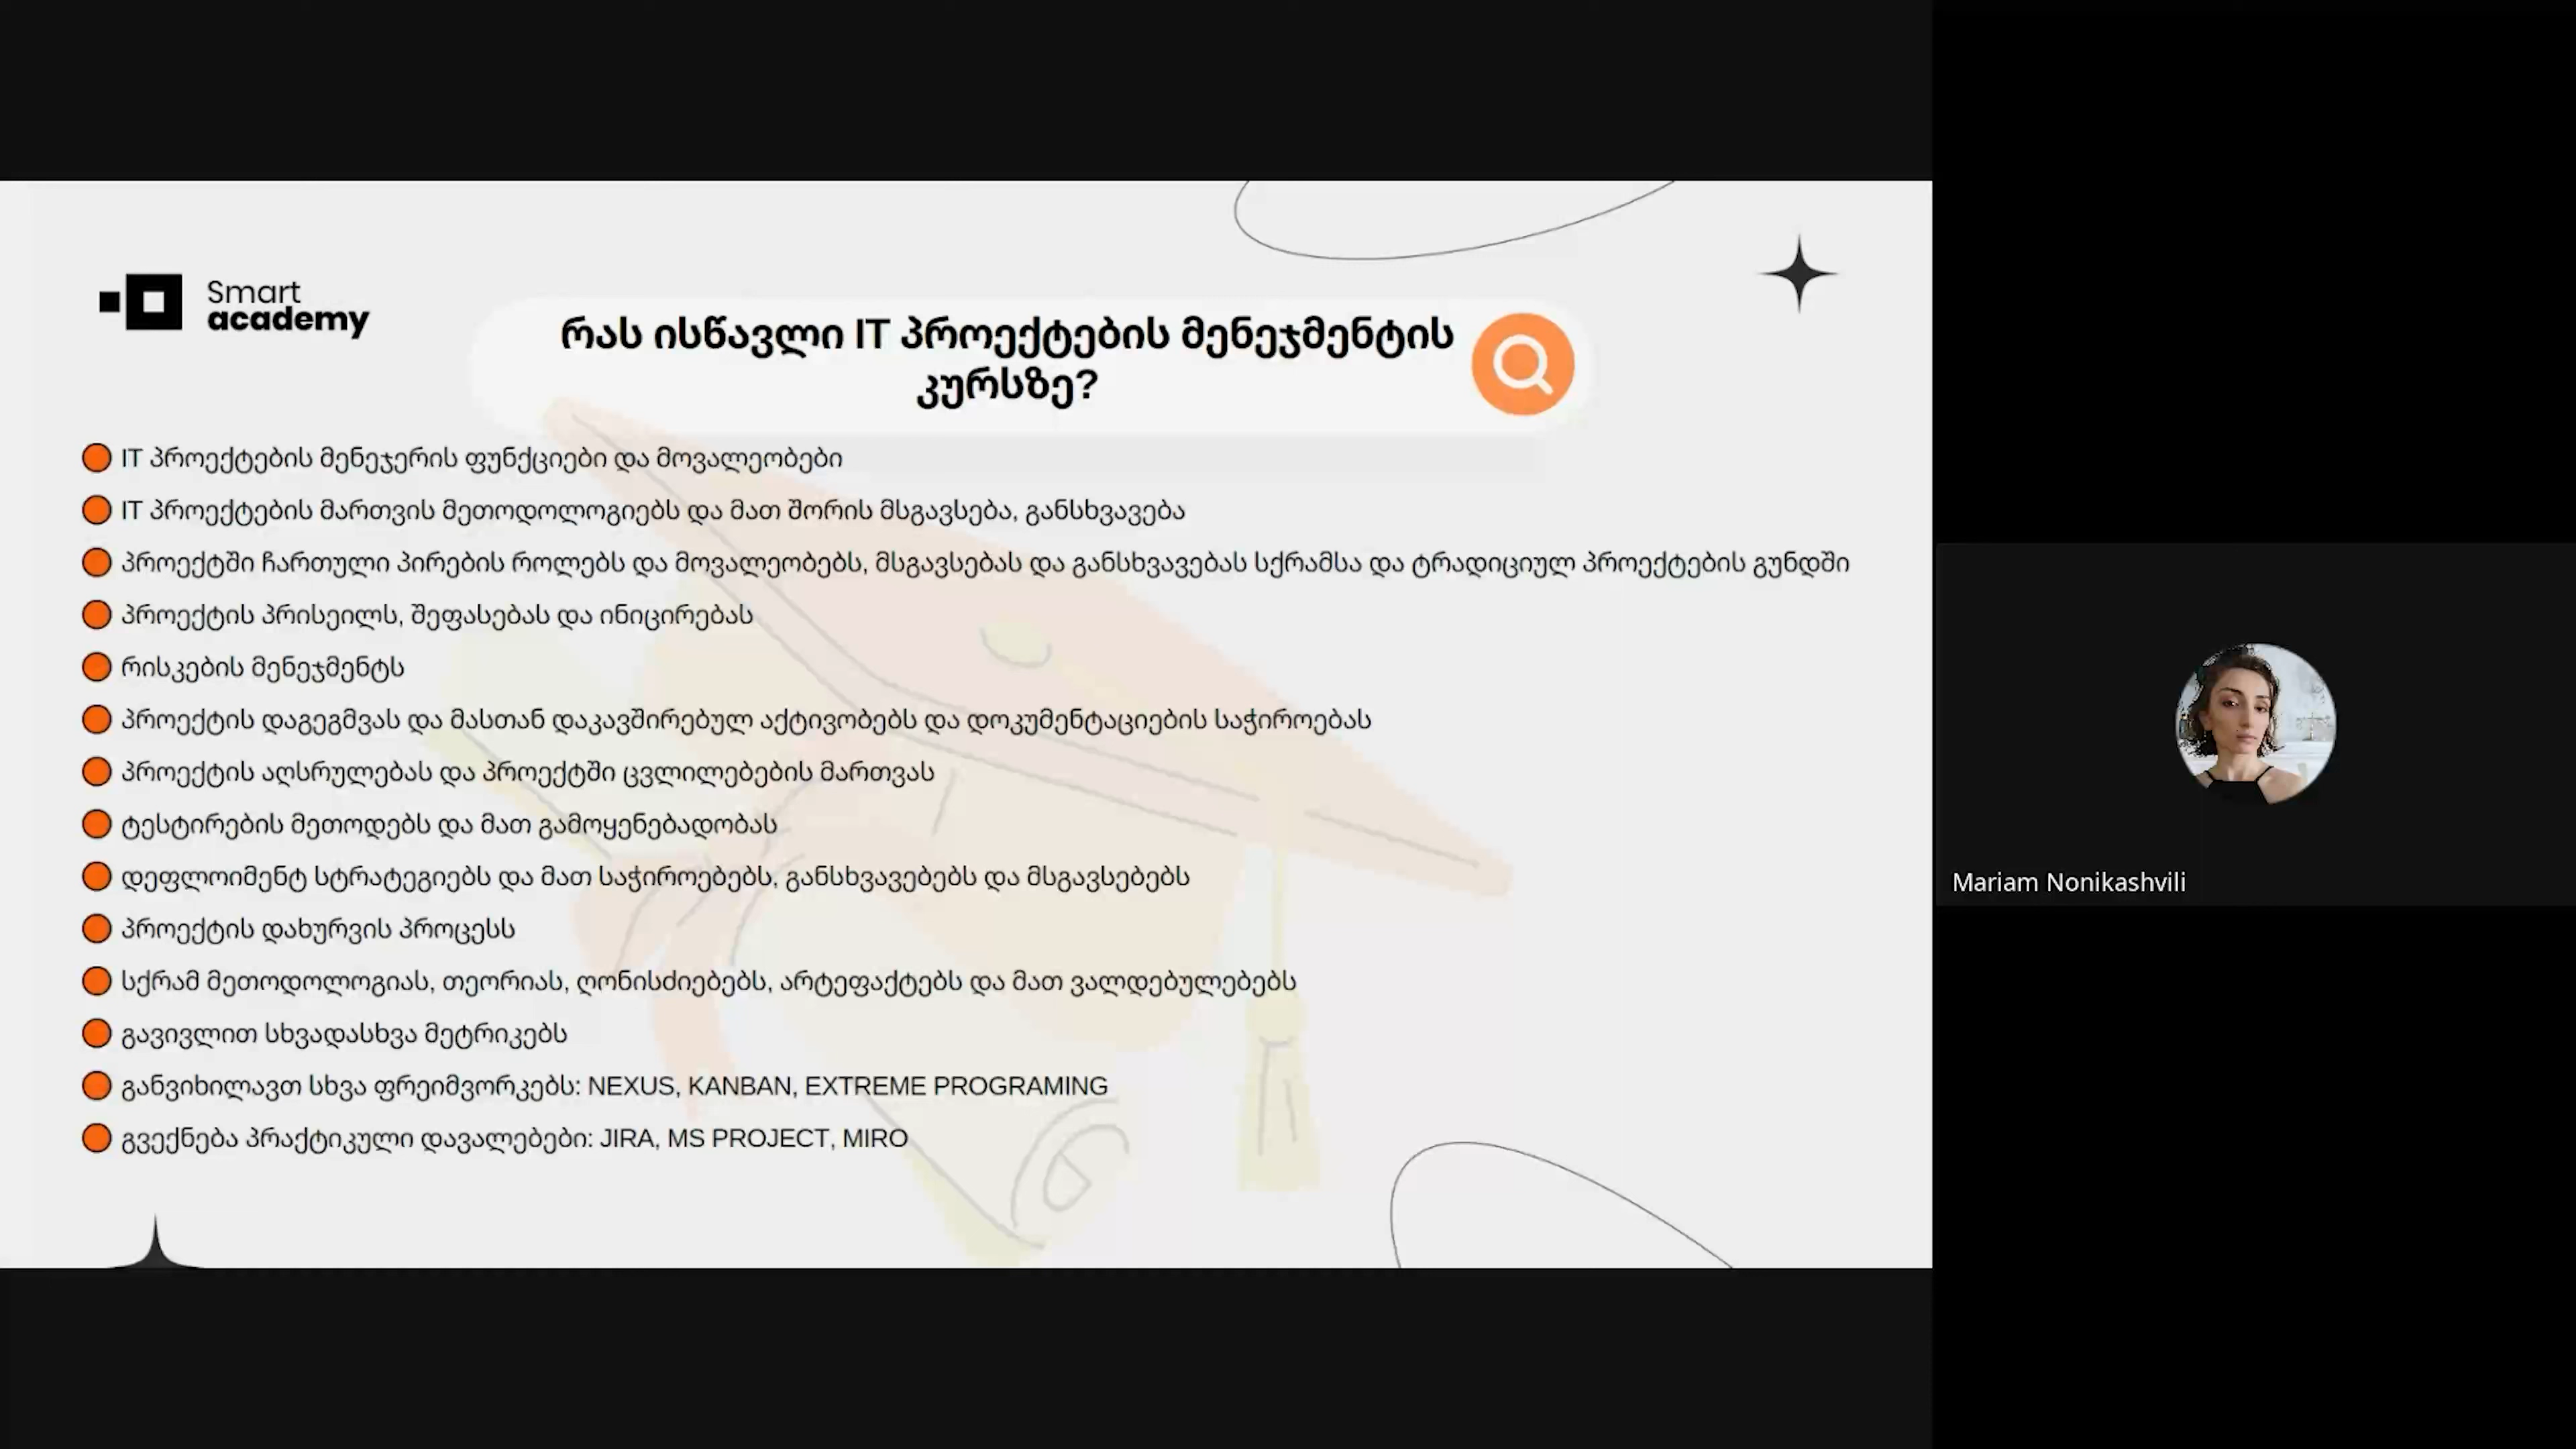 Smart
academy
რას ისწავლი IT პროექტების მენეჯმენტის
კურსზე?
IT პროექტების მენეჯერის ფუნქციები და მოვალეობები
IT პროექტების მართვის მეთოდოლოგიებს და მათ შორის მსგავსება, განსხვავება
პროექტში ჩართული პირების როლებს და მოვალეობებს, მსგავსებას და განსხვავებას სქრამსა და ტრადიციულ პროექტების გუნდში
პროექტის პრისეილს, შეფასებას და ინიცირებას
რისკების მენეჯმენტს
პროექტის დაგეგმვას და მასთან დაკავშირებულ აქტივობებს და დოკუმენტაციების საჭიროებას
პროექტის აღსრულებას და პროექტში ცვლილებების მართვას
ტესტირების მეთოდებს და მათ გამოყენებადობას
დეფლოიმენტ სტრატეგიებს და მათ საჭიროებებს, განსხვავებებს და მსგავსებებს
პროექტის დახურვის პროცესს
სქრამ მეთოდოლოგიას, თეორიას, ღონისძიებებს, არტეფაქტებს და მათ ვალდებულებებს
გავივლით სხვადასხვა მეტრიკებს
განვიხილავთ სხვა ფრეიმვორკებს: NEXUS, KANBAN, EXTREME PROGRAMING
გვექნება პრაქტიკული დავალებები: JIRA, MS PROJECT, MIRO
Mariam Nonikashvili